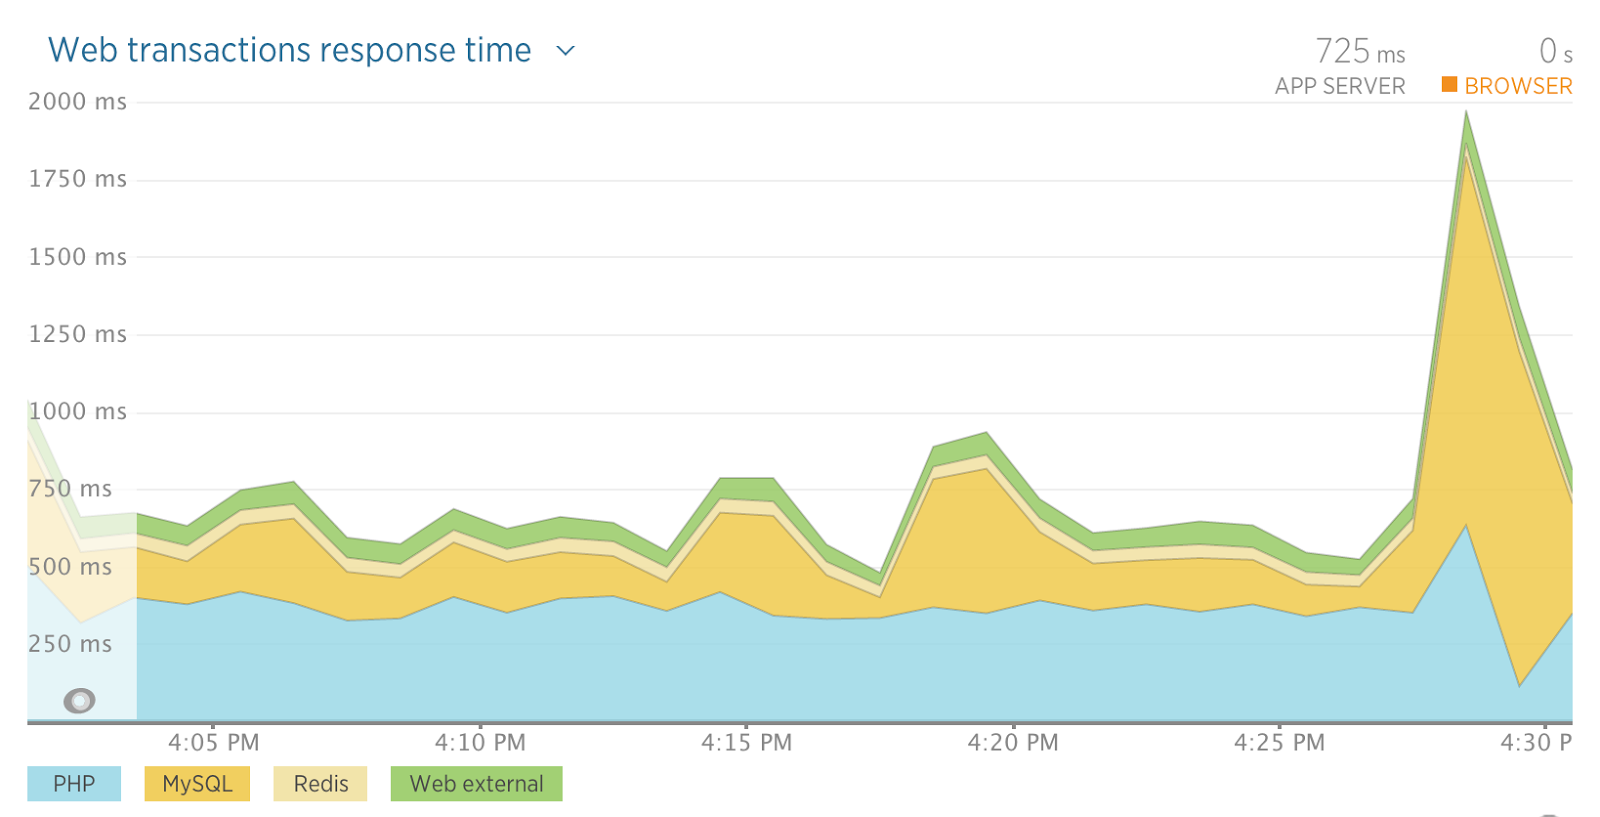 Web transactions response time
725 ms
0 s
APP SERVER
BROWSER
2000 ms
1750 ms
1500 ms
1250 ms
1000 ms
750 ms
500 ms
250 ms
4:05 PM
4:10 PM
4:15 PM
4:20 PM
4:25 PM
4:30 P
PHP
MySQL
Redis
Web external